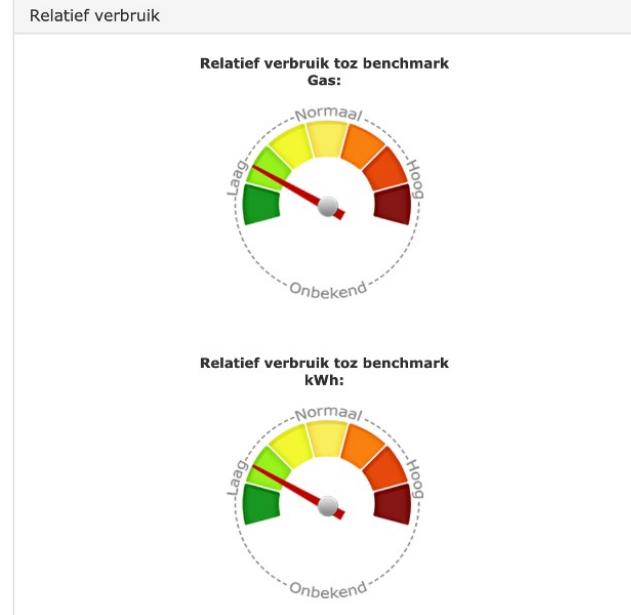 Relatief verbruik
Relatief verbruik toz benchmark
Gas:
Normaal
Laag
Hoog
Onbekend
Relatief verbruik toz benchmark
kWh:
Normaal
Laag
Hoog
Onbekend